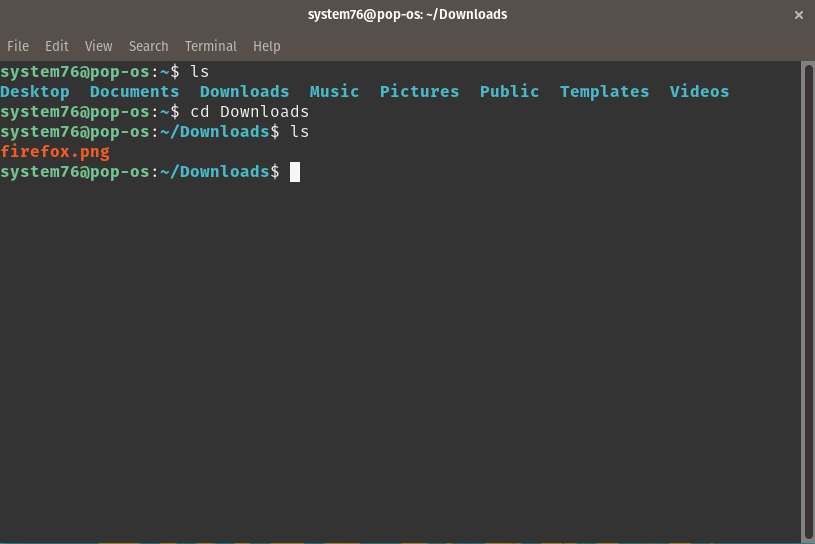 system76@pop-os: ~/Downloads
File Edit View Search Terminal Help
system76@pop-os:~$ ls
Desktop Documents Downloads Music Pictures Public Templates Videos
system76@pop-os:~$ cd Downloads
system76@pop-os:~/Downloads$ ls
firefox.png
system76@pop-os:~/Downloads$